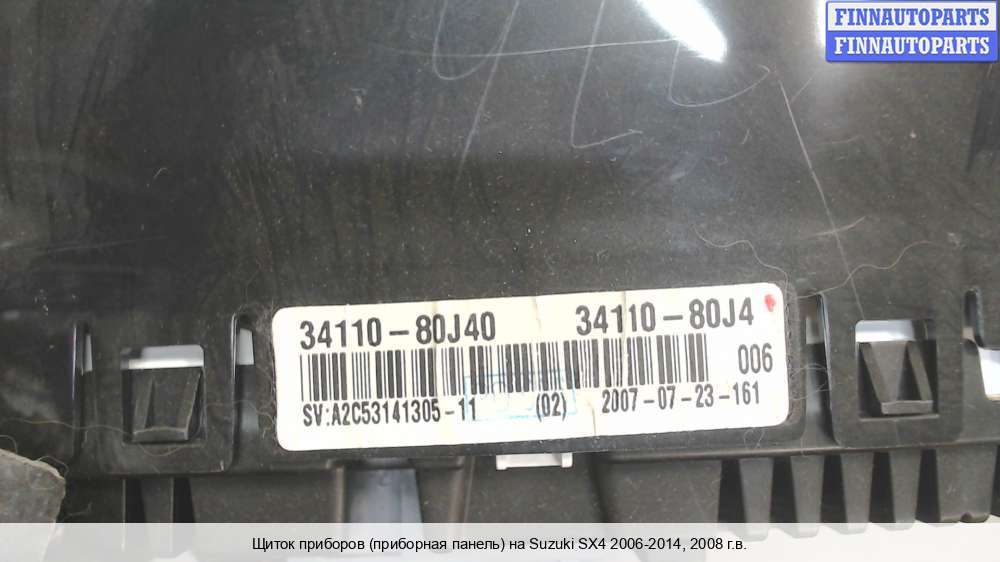 FINNAUTOPARTS
FINNAUTOPARTS
34110-80J40 34110-80J4
006
SV:A2C53141305-11 (02) 2007-07-23-161
Щиток приборов (приборная панель) на Suzuki SX4 2006-2014, 2008 г.в.